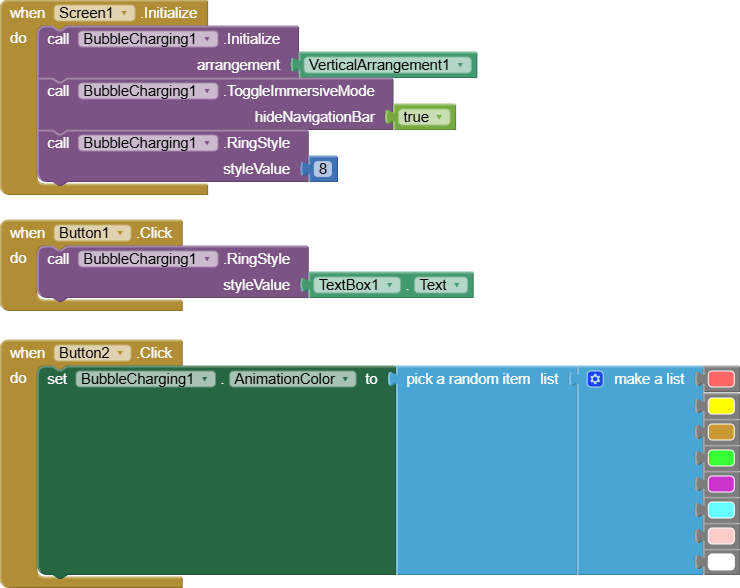 when Screen1 .Initialize
do call BubbleCharging1 .Initialize
arrangement VerticalArrangement1
call BubbleCharging1 .ToggleImmersiveMode
hideNavigationBar true
call BubbleCharging1 .RingStyle
styleValue 8
when Button1 .Click
do call BubbleCharging1 .RingStyle
styleValue TextBox1 . Text
when Button2 .Click
do set BubbleCharging1 . AnimationColor to pick a random item list make a list